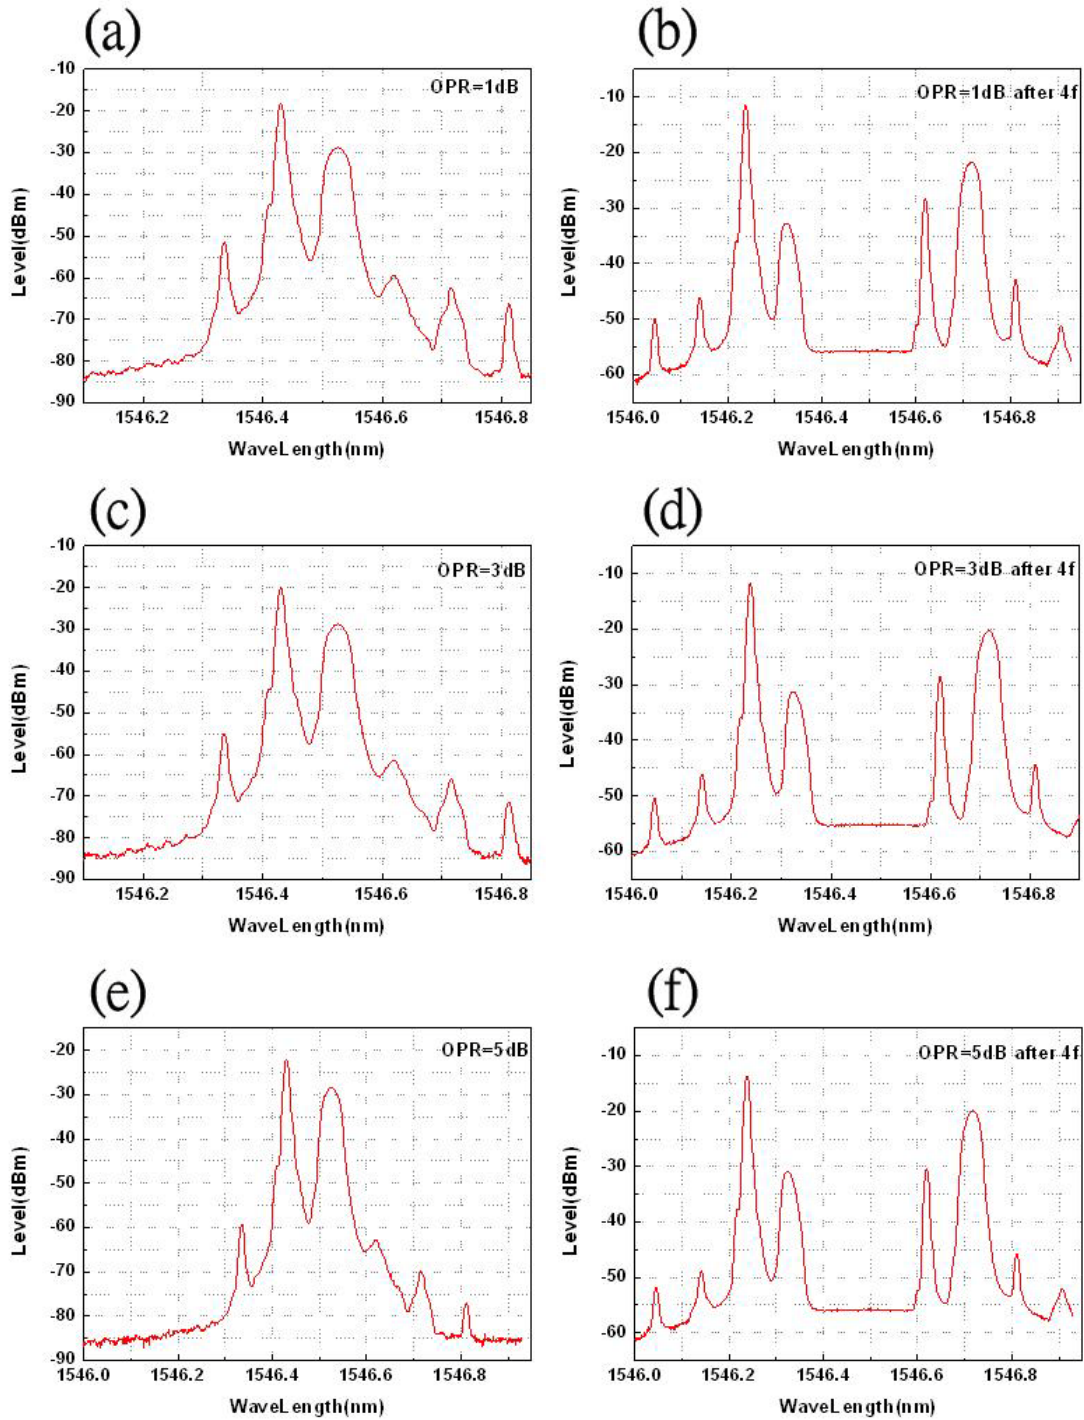 (a)
OPR=1dB
-10
-20
-30
-40
-50
-60
-70
-80
-90
Level(dBm)
1546.2 1546.4 1546.6 1546.8
WaveLength(nm)
(b)
OPR=1dB after 4f
-10
-20
-30
-40
-50
-60
Level(dBm)
1546.0 1546.2 1546.4 1546.6 1546.8
WaveLength(nm)
(c)
OPR=3dB
-10
-20
-30
-40
-50
-60
-70
-80
-90
Level(dBm)
1546.2 1546.4 1546.6 1546.8
WaveLength(nm)
(d)
OPR=3dB after 4f
-10
-20
-30
-40
-50
-60
Level(dBm)
1546.0 1546.2 1546.4 1546.6 1546.8
WaveLength(nm)
(e)
OPR=5dB
-20
-30
-40
-50
-60
-70
-80
-90
Level(dBm)
1546.0 1546.2 1546.4 1546.6 1546.8
WaveLength(nm)
(f)
OPR=5dB after 4f
-10
-20
-30
-40
-50
-60
Level(dBm)
1546.0 1546.2 1546.4 1546.6 1546.8
WaveLength(nm)